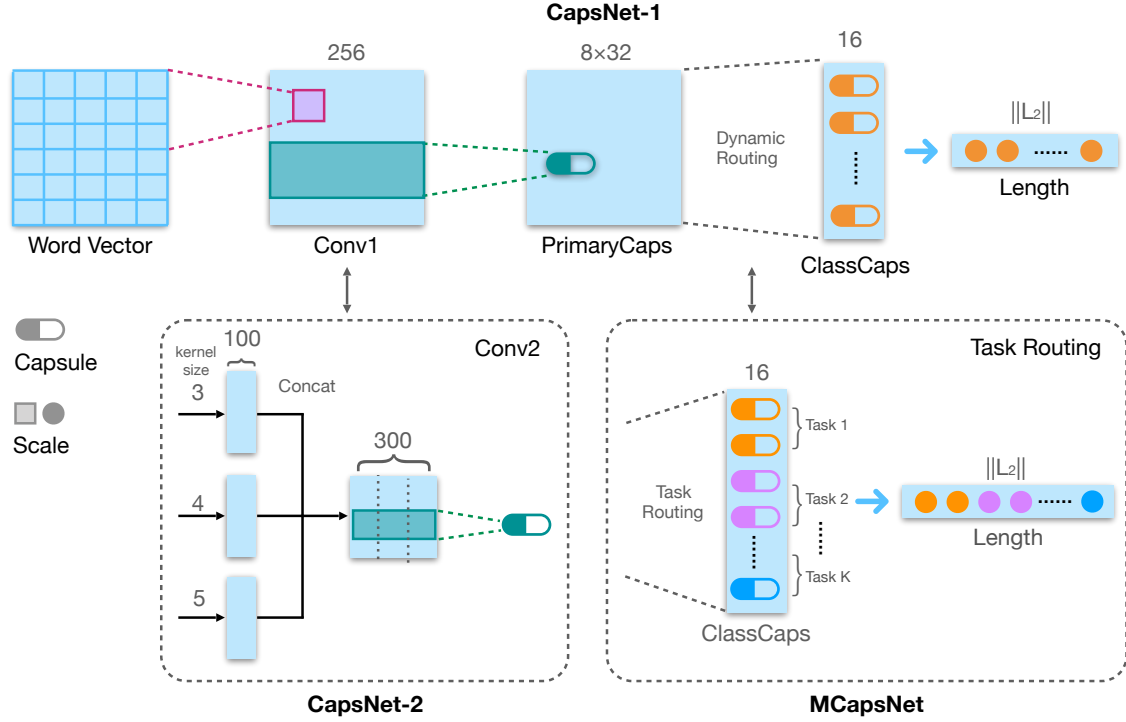 CapsNet-1
256
8×32
16
Word Vector
Conv1
PrimaryCaps
Dynamic
Routing
ClassCaps
||L₂||
......
Length
Capsule
Scale
Conv2
kernel
size
100
3
4
5
Concat
300
CapsNet-2
Task Routing
16
Task
Routing
Task 1
Task 2
Task K
ClassCaps
||L₂||
......
Length
MCapsNet